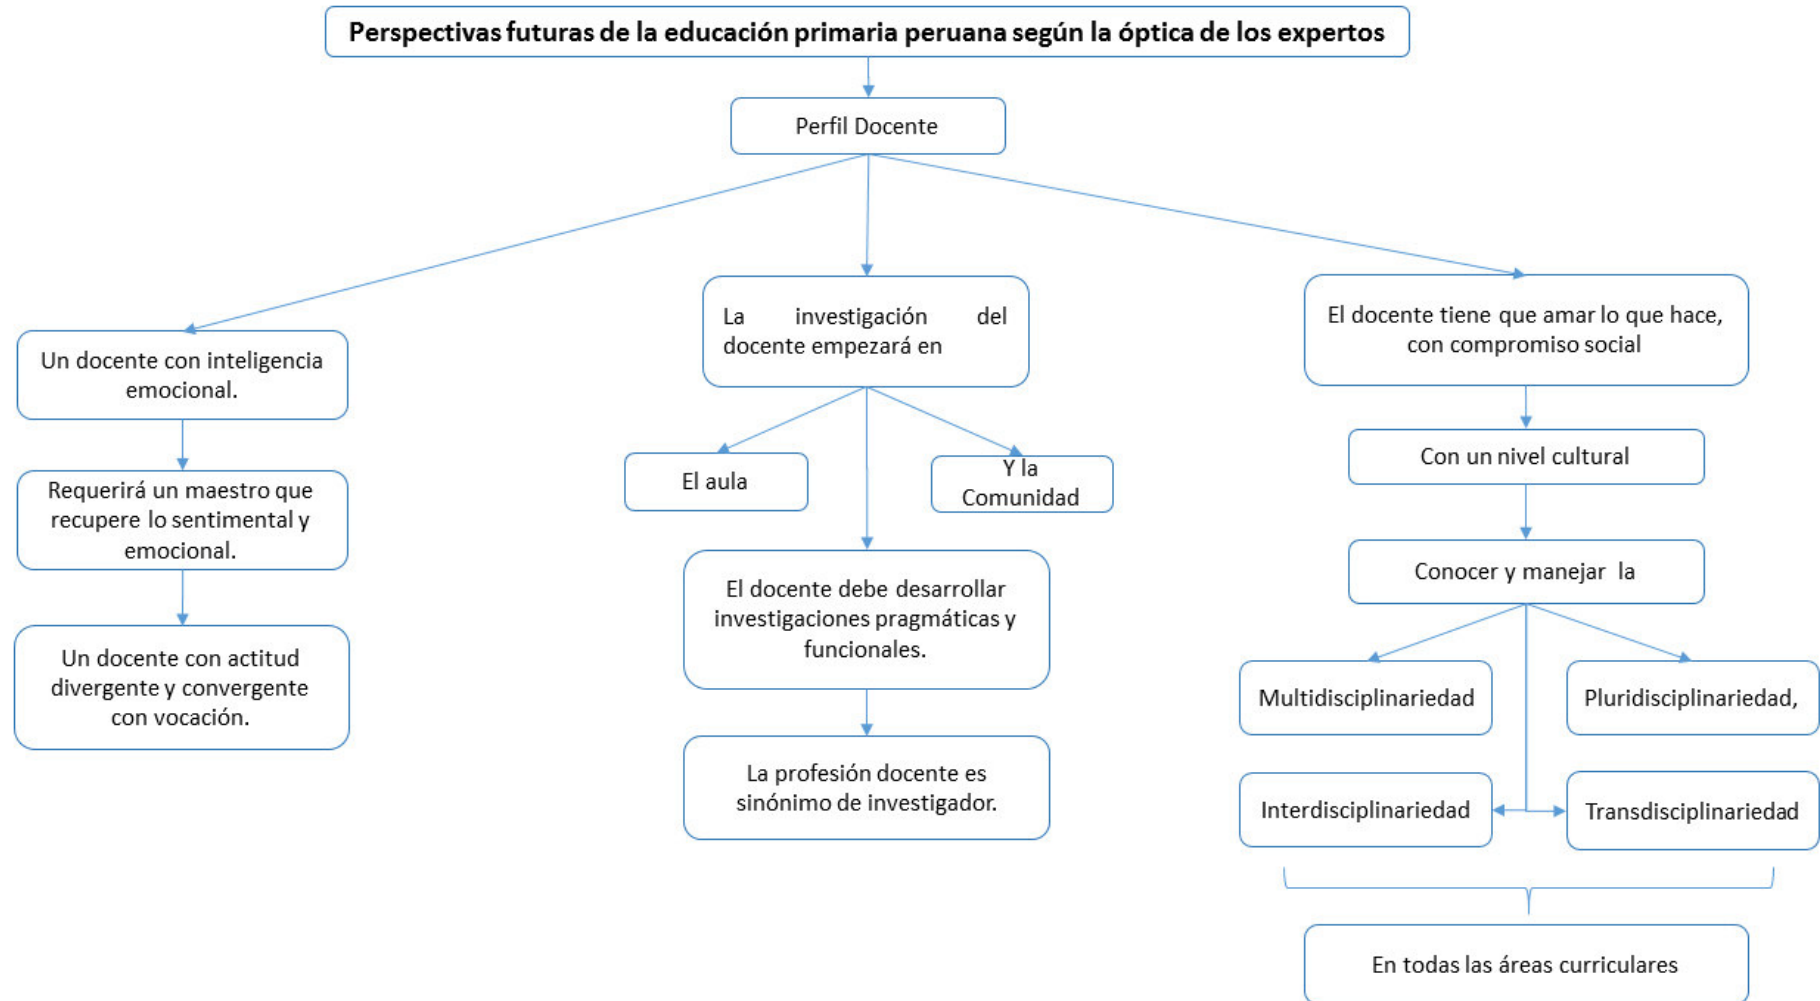 Perspectivas futuras de la educación primaria peruana según la óptica de los expertos
Perfil Docente
Un docente con inteligencia
emocional.
Requerirá un maestro que
recupere lo sentimental y
emocional.
Un docente con actitud
divergente y convergente
con vocación.
La investigación del
docente empezará en
El aula
Y la
Comunidad
El docente debe desarrollar
investigaciones pragmáticas y
funcionales.
La profesión docente es
sinónimo de investigador.
El docente tiene que amar lo que hace,
con compromiso social
Con un nivel cultural
Conocer y manejar la
Multidisciplinariedad
Pluridisciplinariedad,
Interdisciplinariedad
Transdisciplinariedad
En todas las áreas curriculares